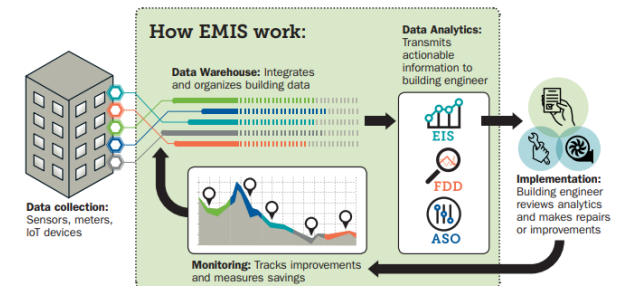 How EMIS work:
Data collection:
Sensors, meters,
IoT devices
Data Warehouse: Integrates
and organizes building data
Data Analytics:
Transmits
actionable
information to
building engineer
EIS
FDD
ASO
Implementation:
Building engineer
reviews analytics
and makes repairs
or improvements
Monitoring: Tracks improvements
and measures savings